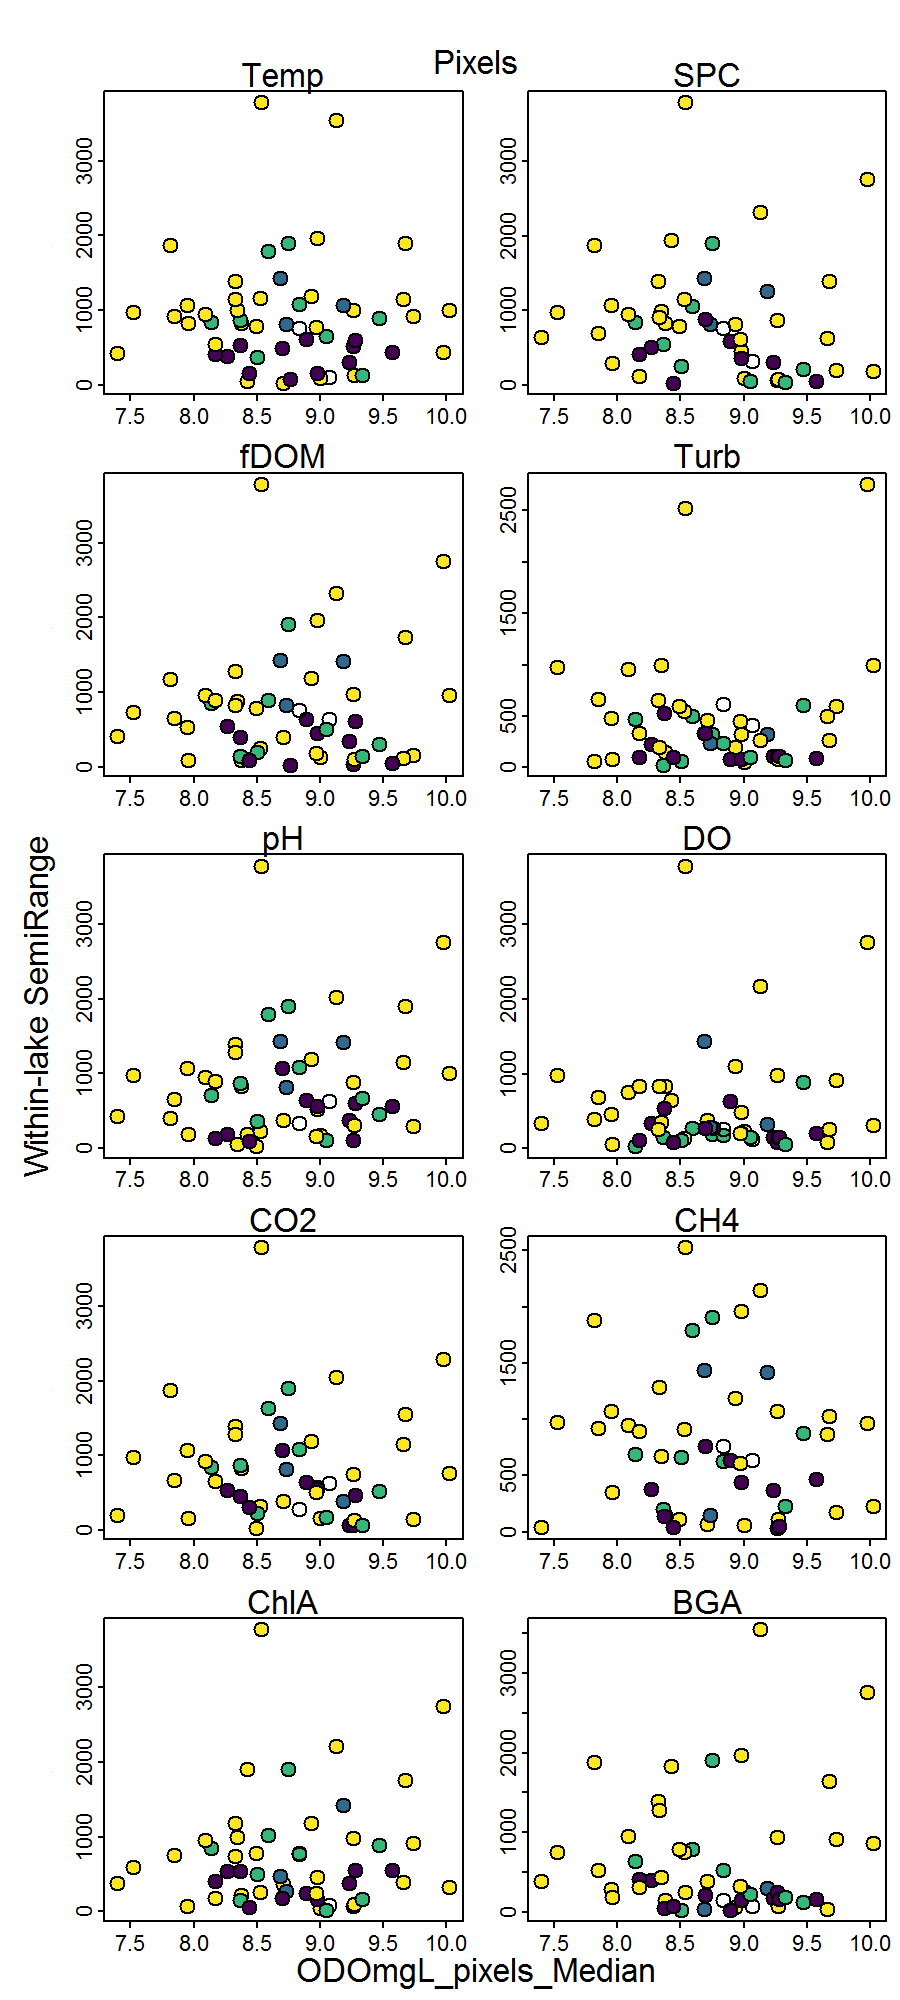 Pixels
Temp
SPC
0 1000 2000 3000
7.5 8.0 8.5 9.0 9.5 10.0
0 1000 2000 3000
7.5 8.0 8.5 9.0 9.5 10.0
fDOM
Turb
0 1000 2000 3000
7.5 8.0 8.5 9.0 9.5 10.0
0 500 1500 2500
7.5 8.0 8.5 9.0 9.5 10.0
pH
DO
0 1000 2000 3000
7.5 8.0 8.5 9.0 9.5 10.0
0 1000 2000 3000
7.5 8.0 8.5 9.0 9.5 10.0
Within-lake SemiRange
CO2
CH4
0 1000 2000 3000
7.5 8.0 8.5 9.0 9.5 10.0
0 500 1500 2500
7.5 8.0 8.5 9.0 9.5 10.0
ChlA
BGA
0 1000 2000 3000
7.5 8.0 8.5 9.0 9.5 10.0
0 1000 2000 3000
7.5 8.0 8.5 9.0 9.5 10.0
ODOmgL_pixels_Median